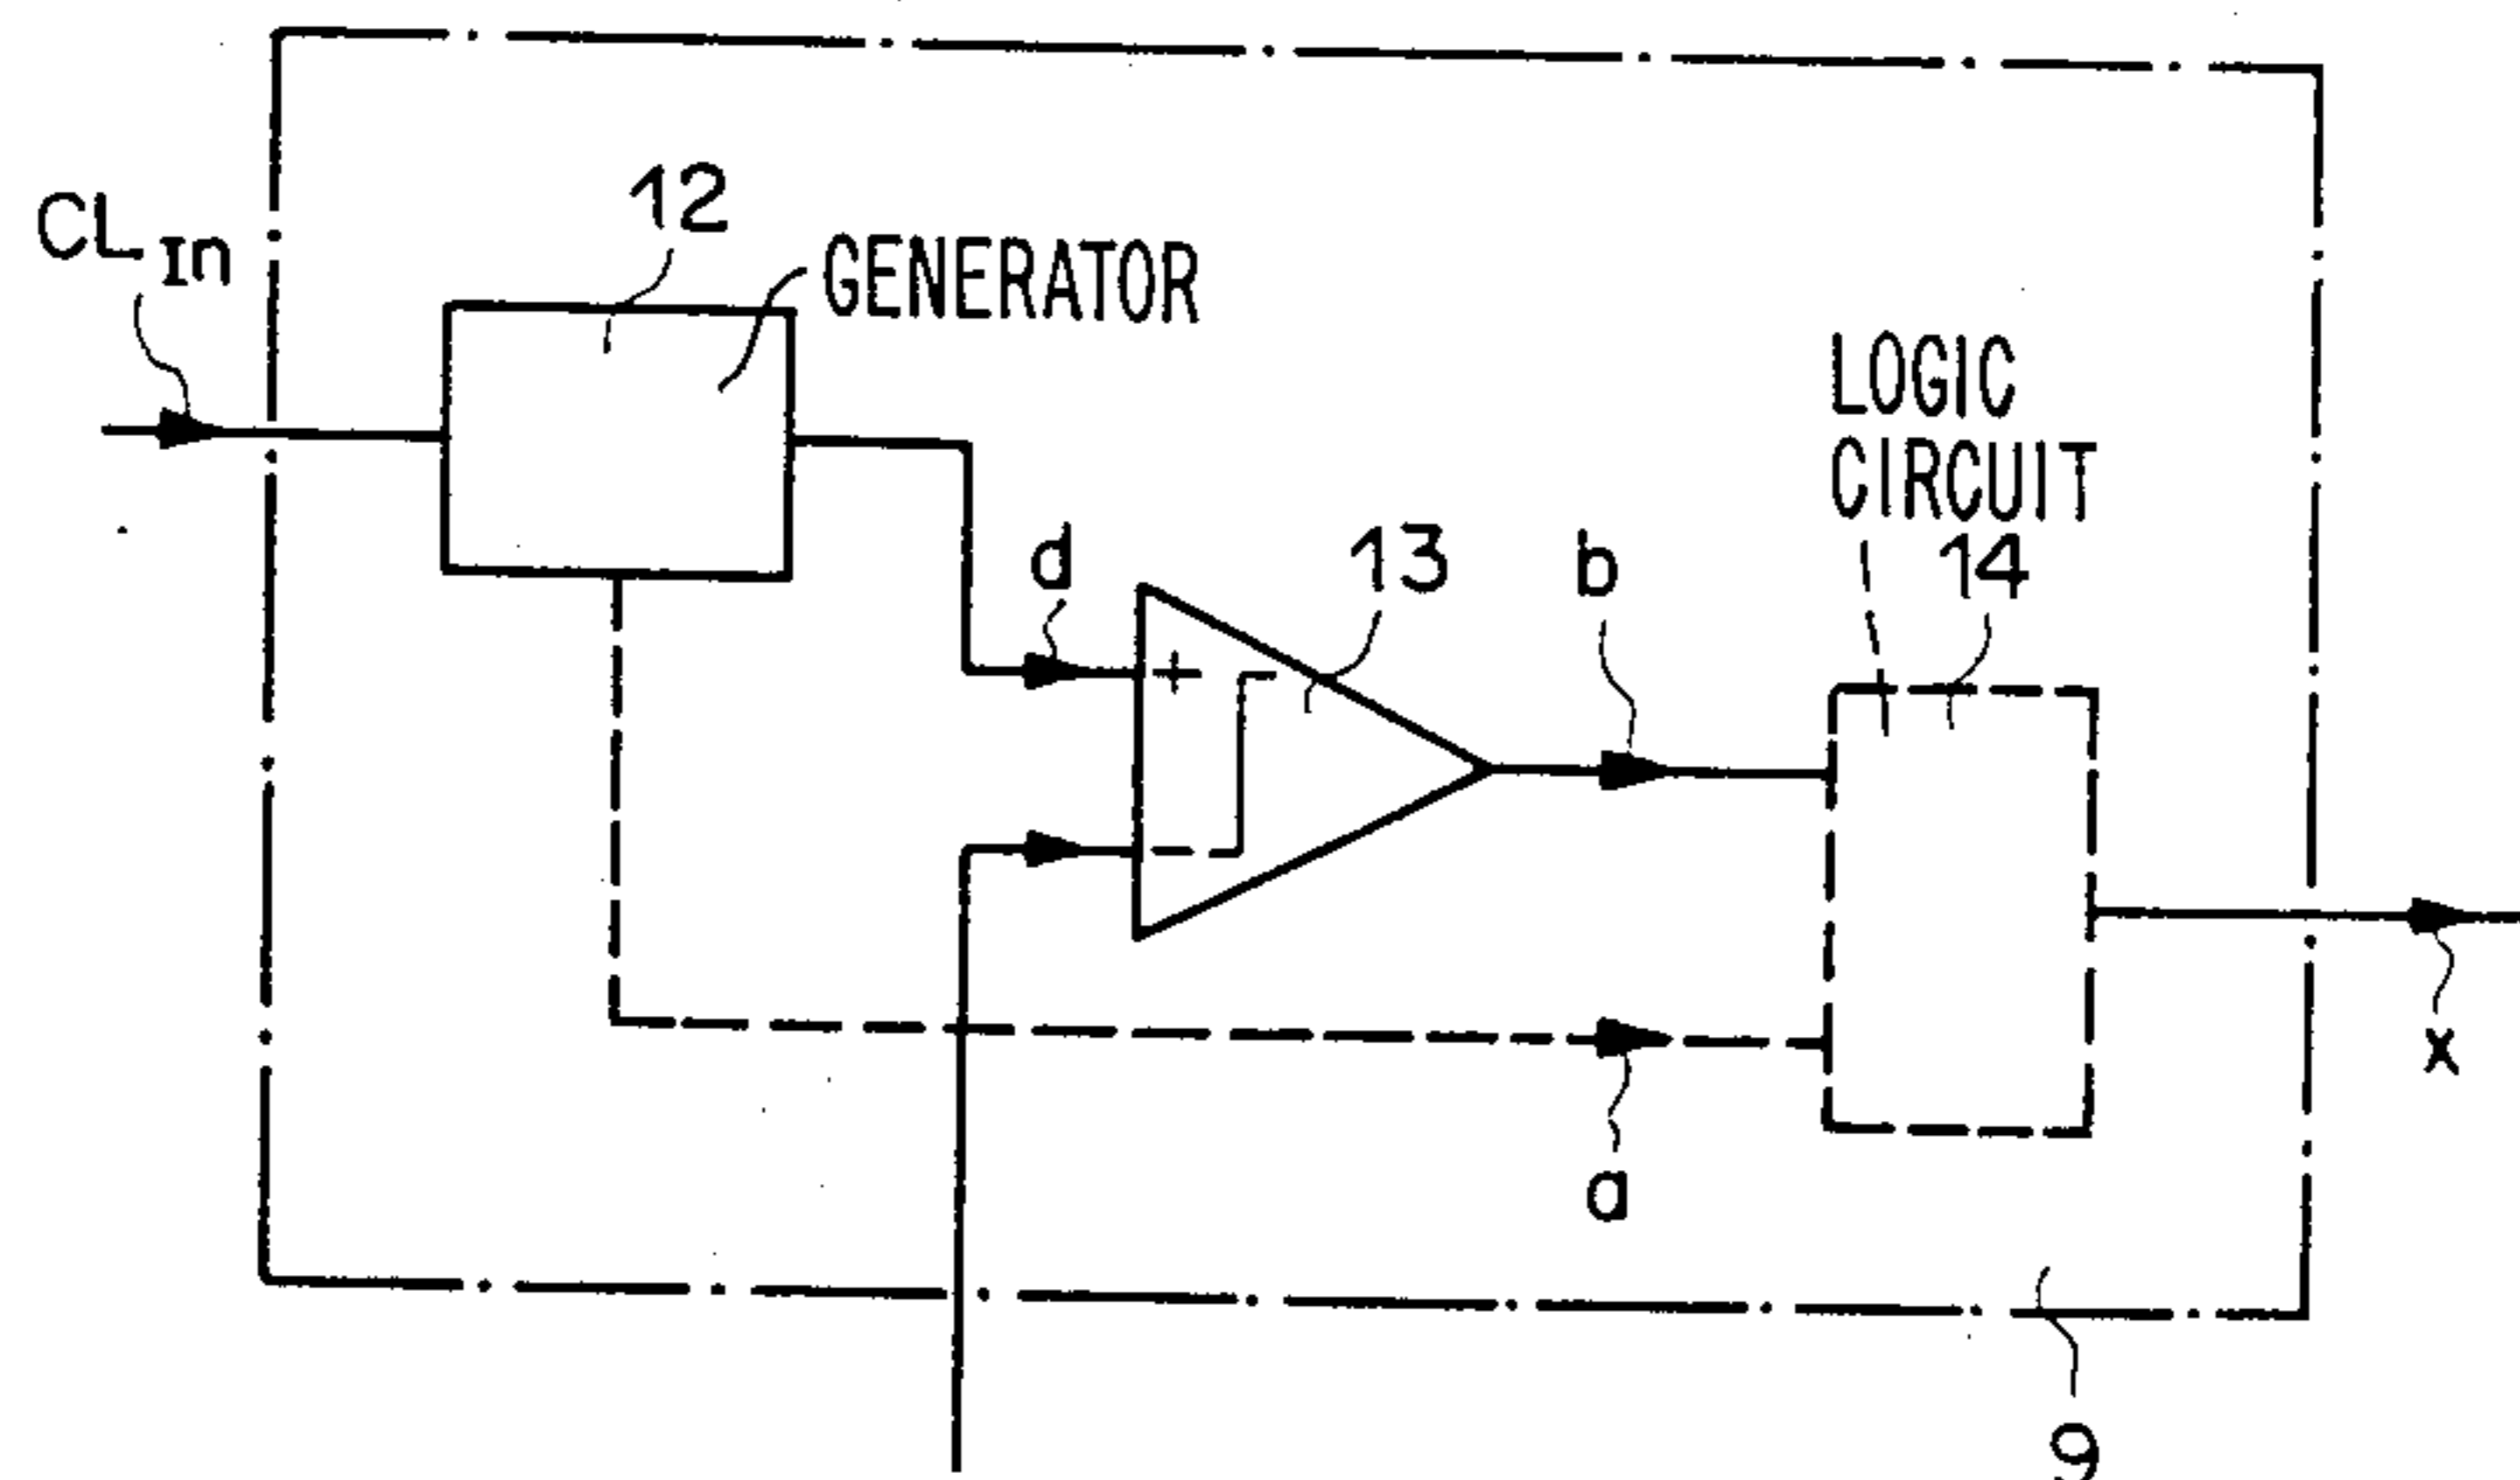 12
CL In
GENERATOR
LOGIC
CIRCUIT
d
13
b
14
+
−
x
a
9